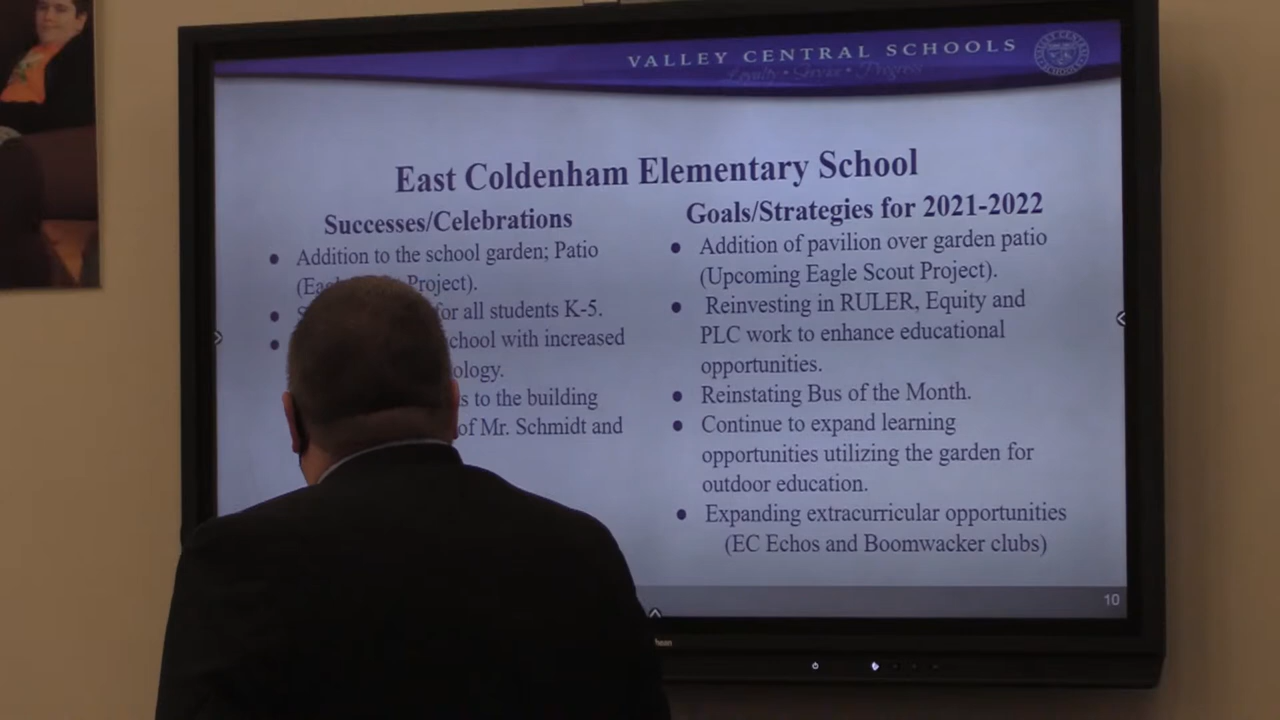 VALLEY CENTRAL SCHOOLS
Loyalty • Service • Progress
East Coldenham Elementary School
Successes/Celebrations
• Addition to the school garden; Patio
Project).
for all students K-5.
school with increased
s to the building
of Mr. Schmidt and
Goals/Strategies for 2021-2022
• Addition of pavilion over garden patio
(Upcoming Eagle Scout Project).
• Reinvesting in RULER, Equity and
PLC work to enhance educational
opportunities.
• Reinstating Bus of the Month.
• Continue to expand learning
opportunities utilizing the garden for
outdoor education.
• Expanding extracurricular opportunities
(EC Echos and Boomwacker clubs)
10